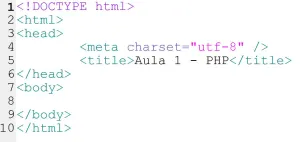 1<!DOCTYPE html>
2<html>
3<head>
4        <meta charset="utf-8" />
5        <title>Aula 1 - PHP</title>
6</head>
7<body>
8
9</body>
10</html>